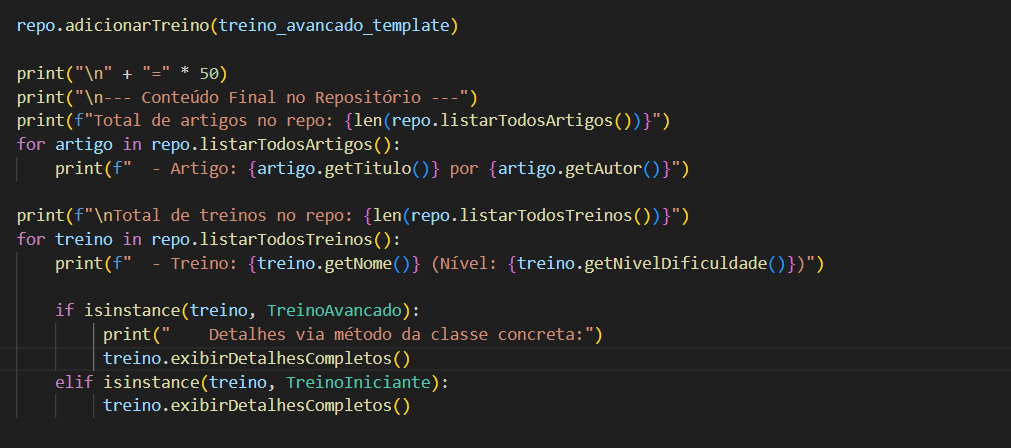 repo.adicionarTreino(treino_avancado_template)
print("\n" + "=" * 50)
print("\n--- Conteúdo Final no Repositório ---")
print(f"Total de artigos no repo: {len(repo.listarTodosArtigos())}")
for artigo in repo.listarTodosArtigos():
    print(f"  - Artigo: {artigo.getTitulo()} por {artigo.getAutor()}")
print(f"\nTotal de treinos no repo: {len(repo.listarTodosTreinos())}")
for treino in repo.listarTodosTreinos():
    print(f"  - Treino: {treino.getNome()} (Nível: {treino.getNivelDificuldade()})")
    if isinstance(treino, TreinoAvancado):
         print("    Detalhes via método da classe concreta:")
         treino.exibirDetalhesCompletos()
    elif isinstance(treino, TreinoIniciante):
         treino.exibirDetalhesCompletos()